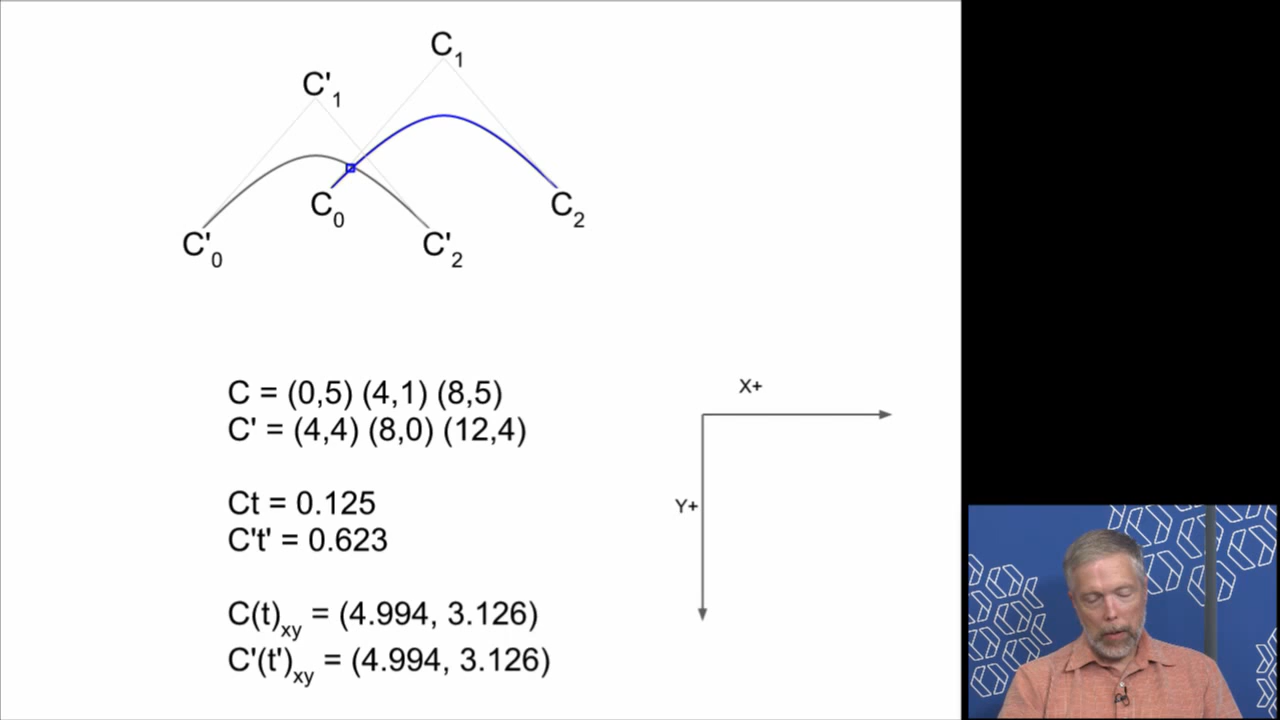 C₁
C'₁
C₀
C₂
C'₀
C'₂
C = (0,5) (4,1) (8,5)
C' = (4,4) (8,0) (12,4)
Ct = 0.125
C't' = 0.623
C(t)xy = (4.994, 3.126)
C'(t')xy = (4.994, 3.126)
X+
Y+